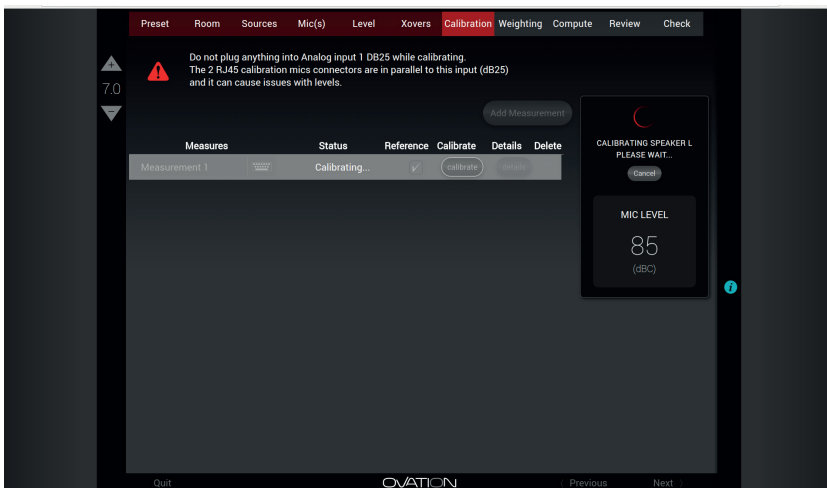 Preset Room Sources Mic(s) Level Xovers Calibration Weighting Compute Review Check
Do not plug anything into Analog input 1 DB25 while calibrating.
The 2 RJ45 calibration mics connectors are in parallel to this input (dB25)
and it can cause issues with levels.
7.0
Add Measurement
Measures Status Reference Calibrate Details Delete
Measurement 1 Calibrating... calibrate details
CALIBRATING SPEAKER L
PLEASE WAIT...
Cancel
MIC LEVEL
85
(dBC)
i
Quit OVATION Previous Next